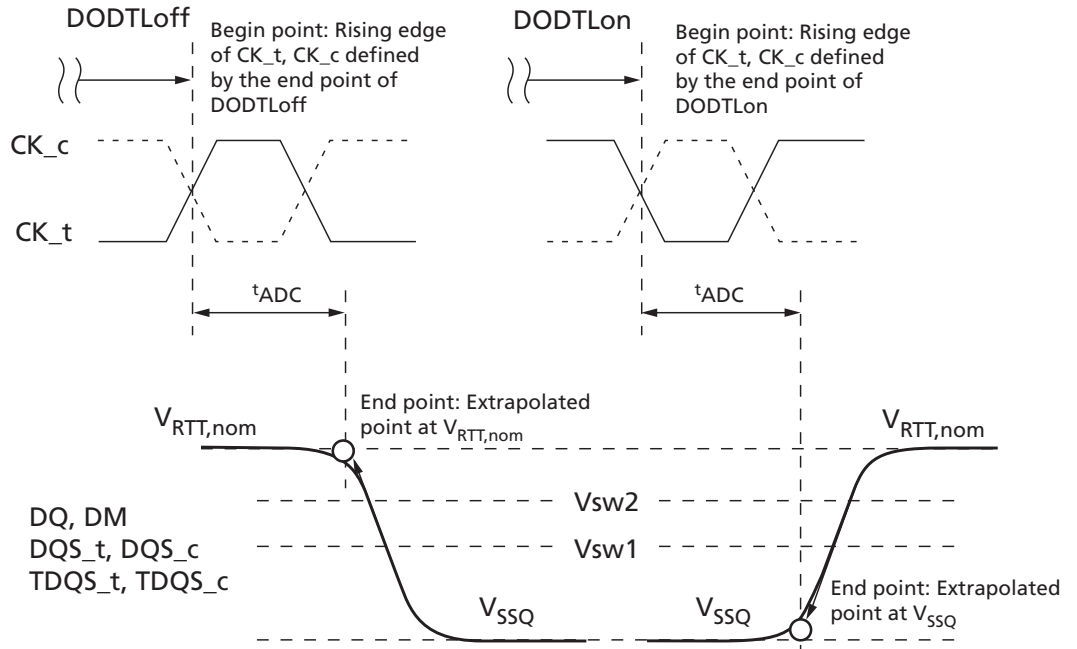 DODTLoff
Begin point: Rising edge
of CK_t, CK_c defined
by the end point of
DODTLoff
DODTLon
Begin point: Rising edge
of CK_t, CK_c defined
by the end point of
DODTLon
CK_c
CK_t
tADC
tADC
End point: Extrapolated
point at VRTT,nom
VRTT,nom
VRTT,nom
Vsw2
DQ, DM
DQS_t, DQS_c
TDQS_t, TDQS_c
Vsw1
VSSQ
VSSQ
End point: Extrapolated
point at VSSQ